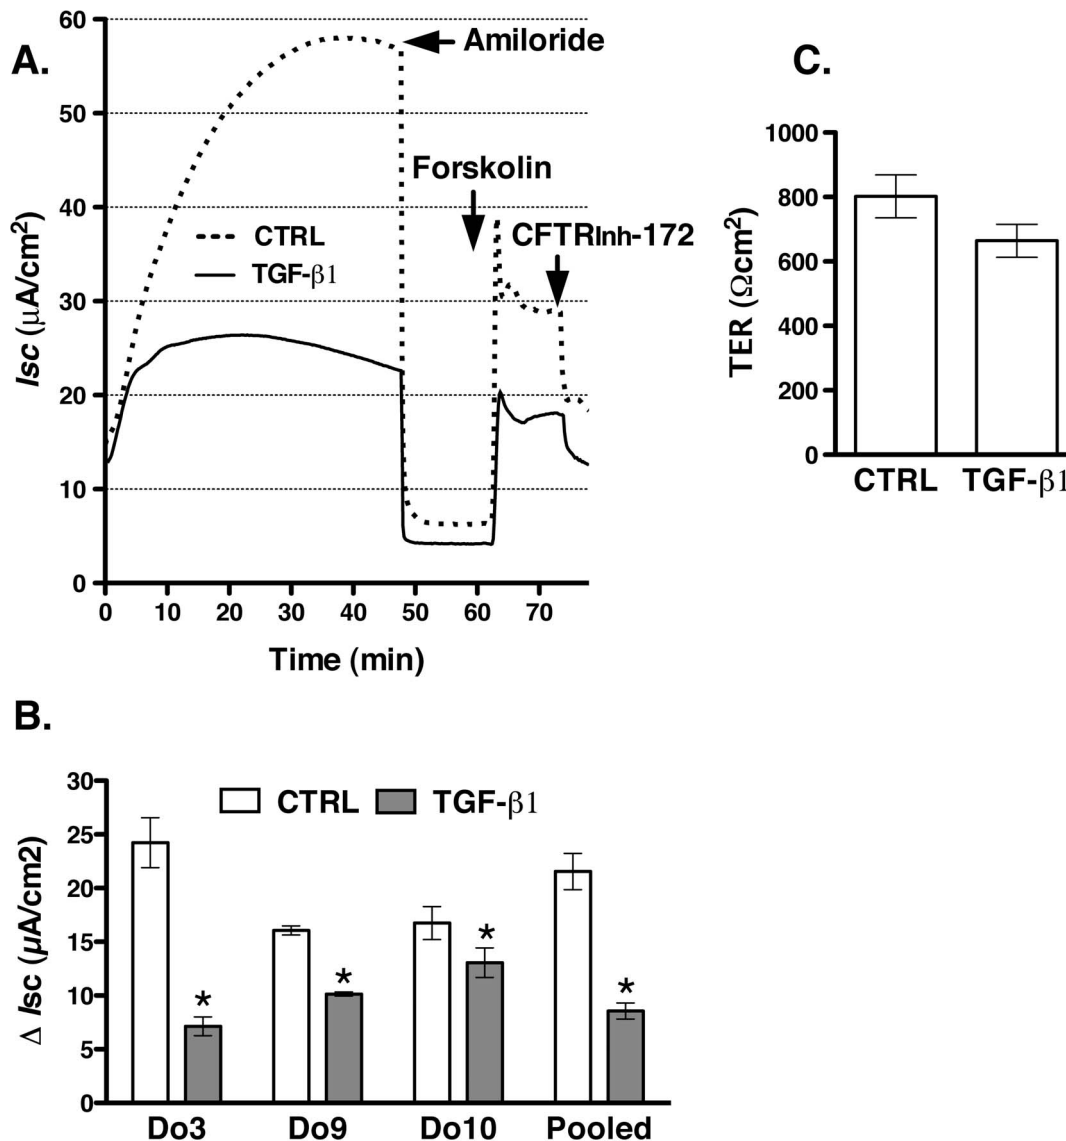 A.
60
50
40
30
20
10
0
Isc (μA/cm²)
Amiloride
Forskolin
CFTRInh-172
CTRL
TGF-β1
0 10 20 30 40 50 60 70
Time (min)
C.
1000
800
600
400
200
0
TER (Ωcm²)
CTRL TGF-β1
B.
30
25
20
15
10
5
0
Δ Isc (μA/cm2)
CTRL TGF-β1
* * * *
Do3 Do9 Do10 Pooled